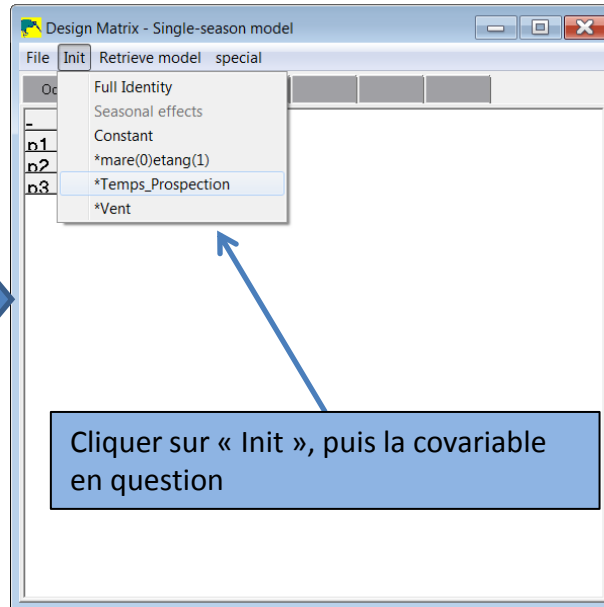 Design Matrix - Single-season model
File Init Retrieve model special
Oc
Full Identity
Seasonal effects
Constant
*mare(0)etang(1)
*Temps_Prospection
*Vent
-
p1
p2
p3
Cliquer sur « Init », puis la covariable
en question